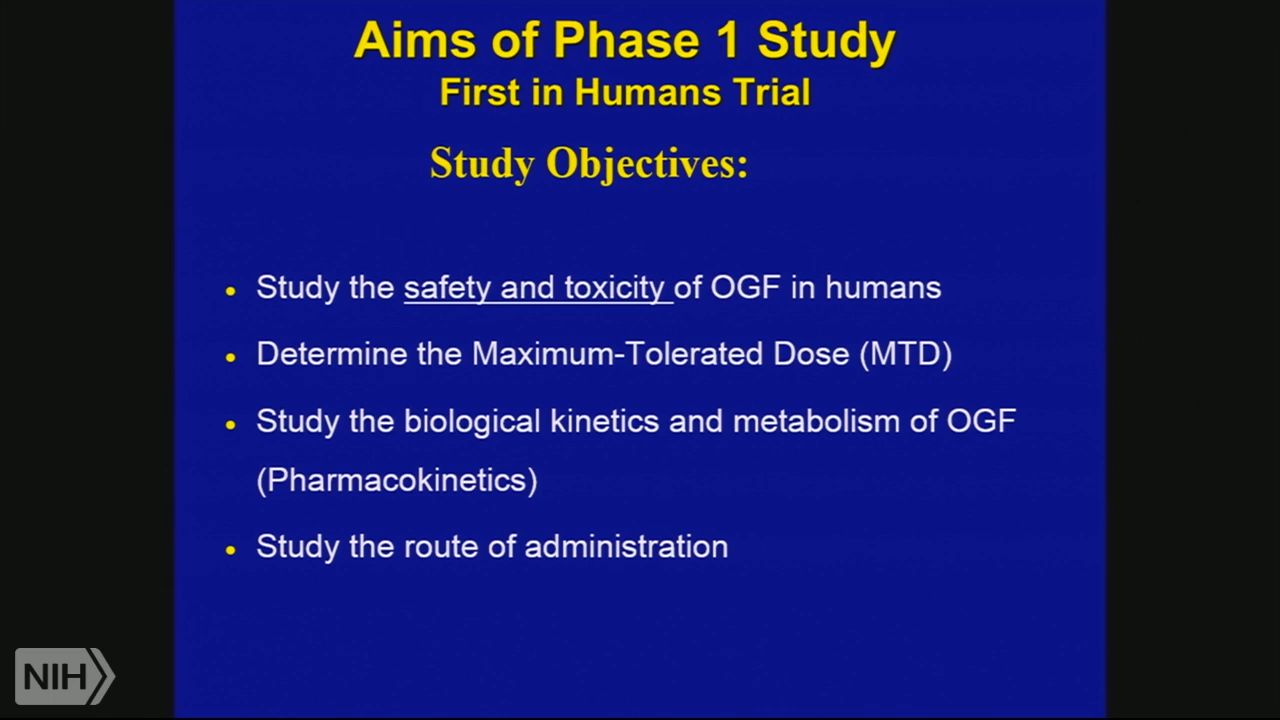 Aims of Phase 1 Study
First in Humans Trial
Study Objectives:
• Study the safety and toxicity of OGF in humans
• Determine the Maximum-Tolerated Dose (MTD)
• Study the biological kinetics and metabolism of OGF
(Pharmacokinetics)
• Study the route of administration
NIH